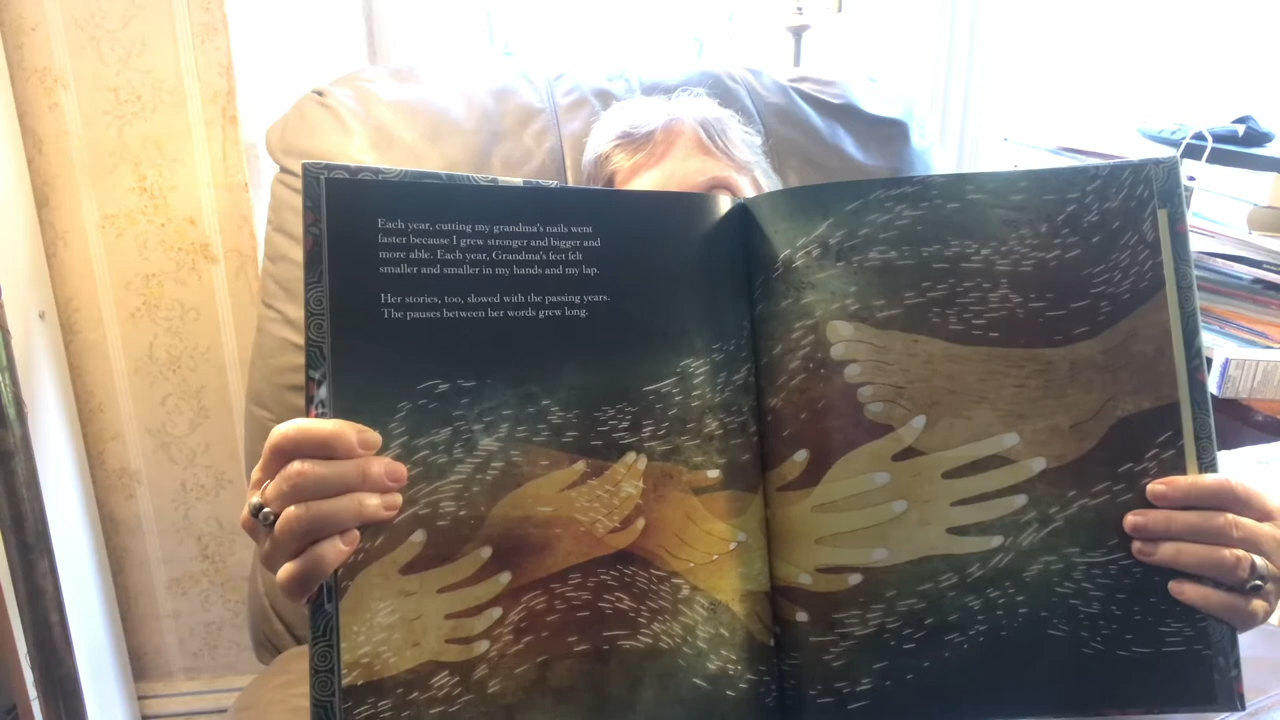 Each year, cutting my grandma's nails went
faster because I grew stronger and bigger and
more able. Each year, Grandma's feet felt
smaller and smaller in my hands and my lap.
Her stories, too, slowed with the passing years.
The pauses between her words grew long.